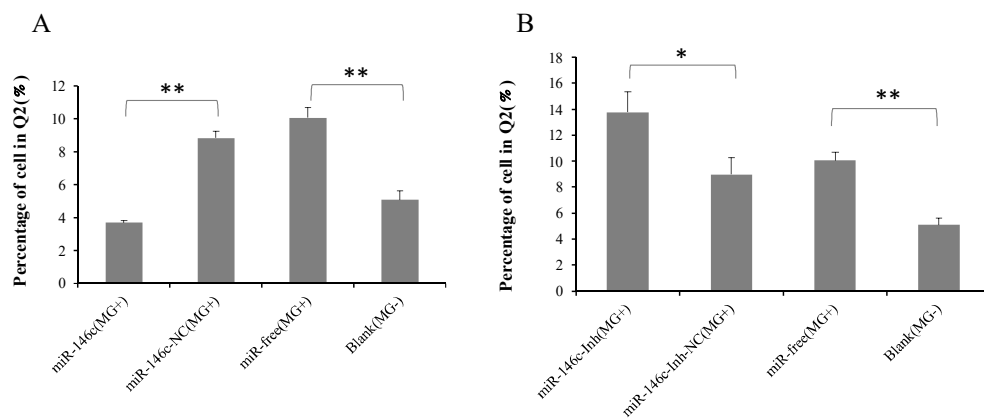 A
Percentage of cell in Q2(%)
12
10
8
6
4
2
0
**
**
miR-146c(MG+)
miR-146c-NC(MG+)
miR-free(MG+)
Blank(MG-)
B
Percentage of cell in Q2(%)
18
16
14
12
10
8
6
4
2
0
*
**
miR-146c-Inh(MG+)
miR-146c-Inh-NC(MG+)
miR-free(MG+)
Blank(MG-)